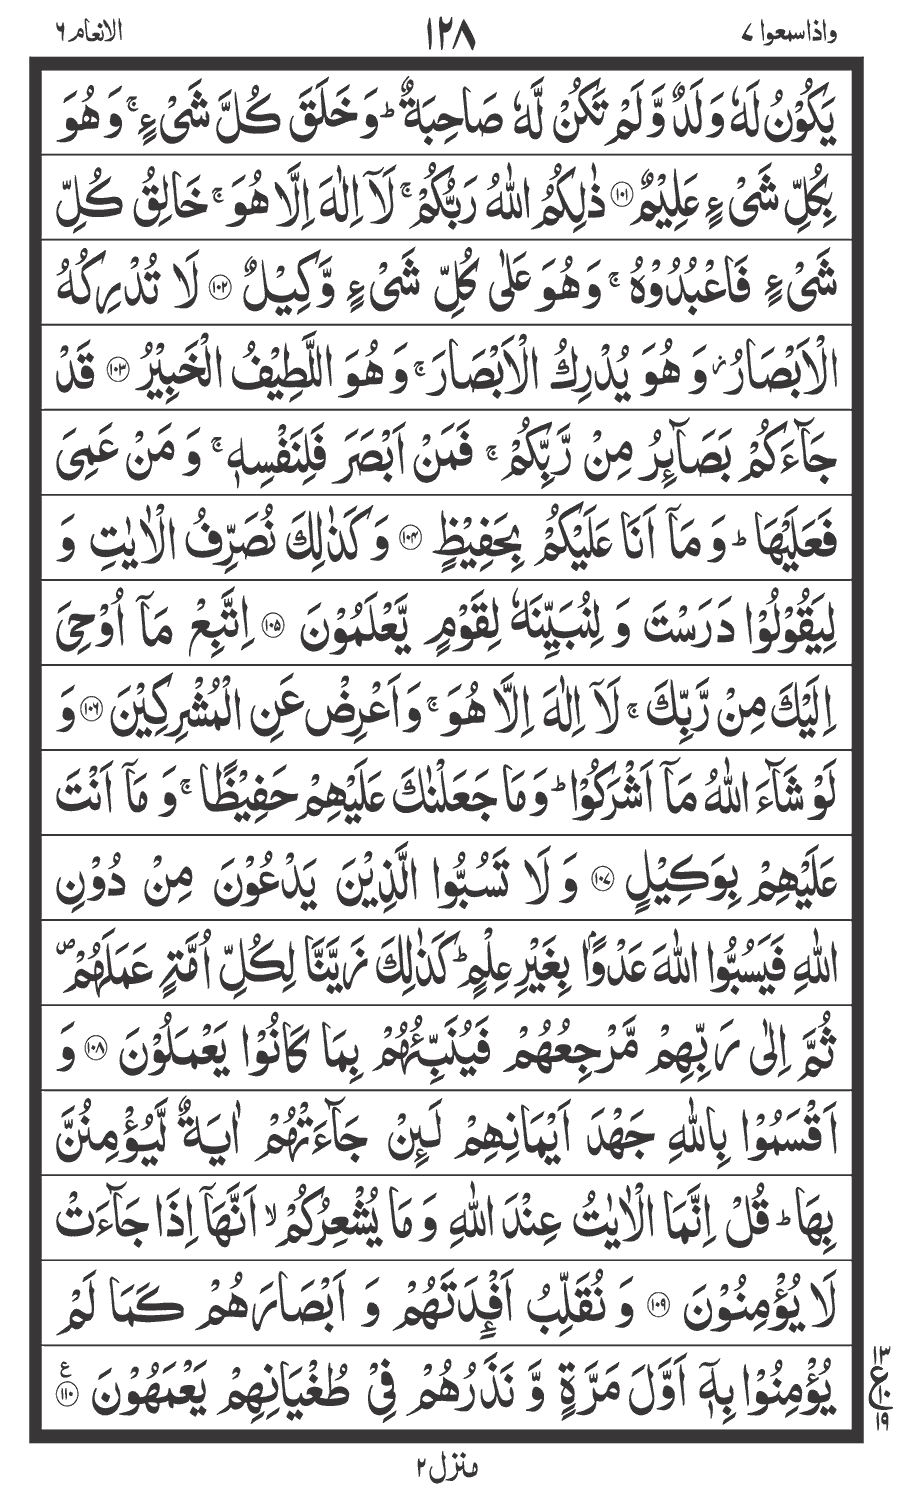 واذاسمعوا ٧ ١٢٨ الانعام ٦
يَكُوْنُ لَهٗ وَلَدٌ وَّلَمْ تَكُنْ لَّهٗ صَاحِبَةٌ ؕ وَخَلَقَ كُلَّ شَیْءٍ ۚ وَهُوَ
بِكُلِّ شَیْءٍ عَلِیْمٌ ۝١٠١ ذٰلِكُمُ اللّٰهُ رَبُّكُمْ ۚ لَاۤ اِلٰهَ اِلَّا هُوَ ۚ خَالِقُ كُلِّ
شَیْءٍ فَاعْبُدُوْهُ ۚ وَهُوَ عَلٰی كُلِّ شَیْءٍ وَّكِیْلٌ ۝١٠٢ لَا تُدْرِكُهُ
الْاَبْصَارُ ؗ وَهُوَ یُدْرِكُ الْاَبْصَارَ ۚ وَهُوَ اللَّطِیْفُ الْخَبِیْرُ ۝١٠٣ قَدْ
جَآءَكُمْ بَصَآىِٕرُ مِنْ رَّبِّكُمْ ۚ فَمَنْ اَبْصَرَ فَلِنَفْسِهٖ ۚ وَ مَنْ عَمِیَ
فَعَلَیْهَا ؕ وَ مَاۤ اَنَا عَلَیْكُمْ بِحَفِیْظٍ ۝١٠٤ وَ كَذٰلِكَ نُصَرِّفُ الْاٰیٰتِ وَ
لِیَقُوْلُوْا دَرَسْتَ وَ لِنُبَیِّنَهٗ لِقَوْمٍ یَّعْلَمُوْنَ ۝١٠٥ اِتَّبِعْ مَاۤ اُوْحِیَ
اِلَیْكَ مِنْ رَّبِّكَ ۚ لَاۤ اِلٰهَ اِلَّا هُوَ ۚ وَ اَعْرِضْ عَنِ الْمُشْرِكِیْنَ ۝١٠٦ وَ
لَوْ شَآءَ اللّٰهُ مَاۤ اَشْرَكُوْا ؕ وَ مَا جَعَلْنٰكَ عَلَیْهِمْ حَفِیْظًا ۚ وَ مَاۤ اَنْتَ
عَلَیْهِمْ بِوَكِیْلٍ ۝١٠٧ وَ لَا تَسُبُّوا الَّذِیْنَ یَدْعُوْنَ مِنْ دُوْنِ
اللّٰهِ فَیَسُبُّوا اللّٰهَ عَدْوًۢا بِغَیْرِ عِلْمٍ ؕ كَذٰلِكَ زَیَّنَّا لِكُلِّ اُمَّةٍ عَمَلَهُمْ ۪
ثُمَّ اِلٰی رَبِّهِمْ مَّرْجِعُهُمْ فَیُنَبِّئُهُمْ بِمَا كَانُوْا یَعْمَلُوْنَ ۝١٠٨ وَ
اَقْسَمُوْا بِاللّٰهِ جَهْدَ اَیْمَانِهِمْ لَىِٕنْ جَآءَتْهُمْ اٰیَةٌ لَّیُؤْمِنُنَّ
بِهَا ؕ قُلْ اِنَّمَا الْاٰیٰتُ عِنْدَ اللّٰهِ وَ مَا یُشْعِرُكُمْ ۙ اَنَّهَاۤ اِذَا جَآءَتْ
لَا یُؤْمِنُوْنَ ۝١٠٩ وَ نُقَلِّبُ اَفْـِٕدَتَهُمْ وَ اَبْصَارَهُمْ كَمَا لَمْ
یُؤْمِنُوْا بِهٖۤ اَوَّلَ مَرَّةٍ وَّ نَذَرُهُمْ فِیْ طُغْیَانِهِمْ یَعْمَهُوْنَ ۝١١٠ ع
١٣
ع ١٠
١٩
منزل ٢